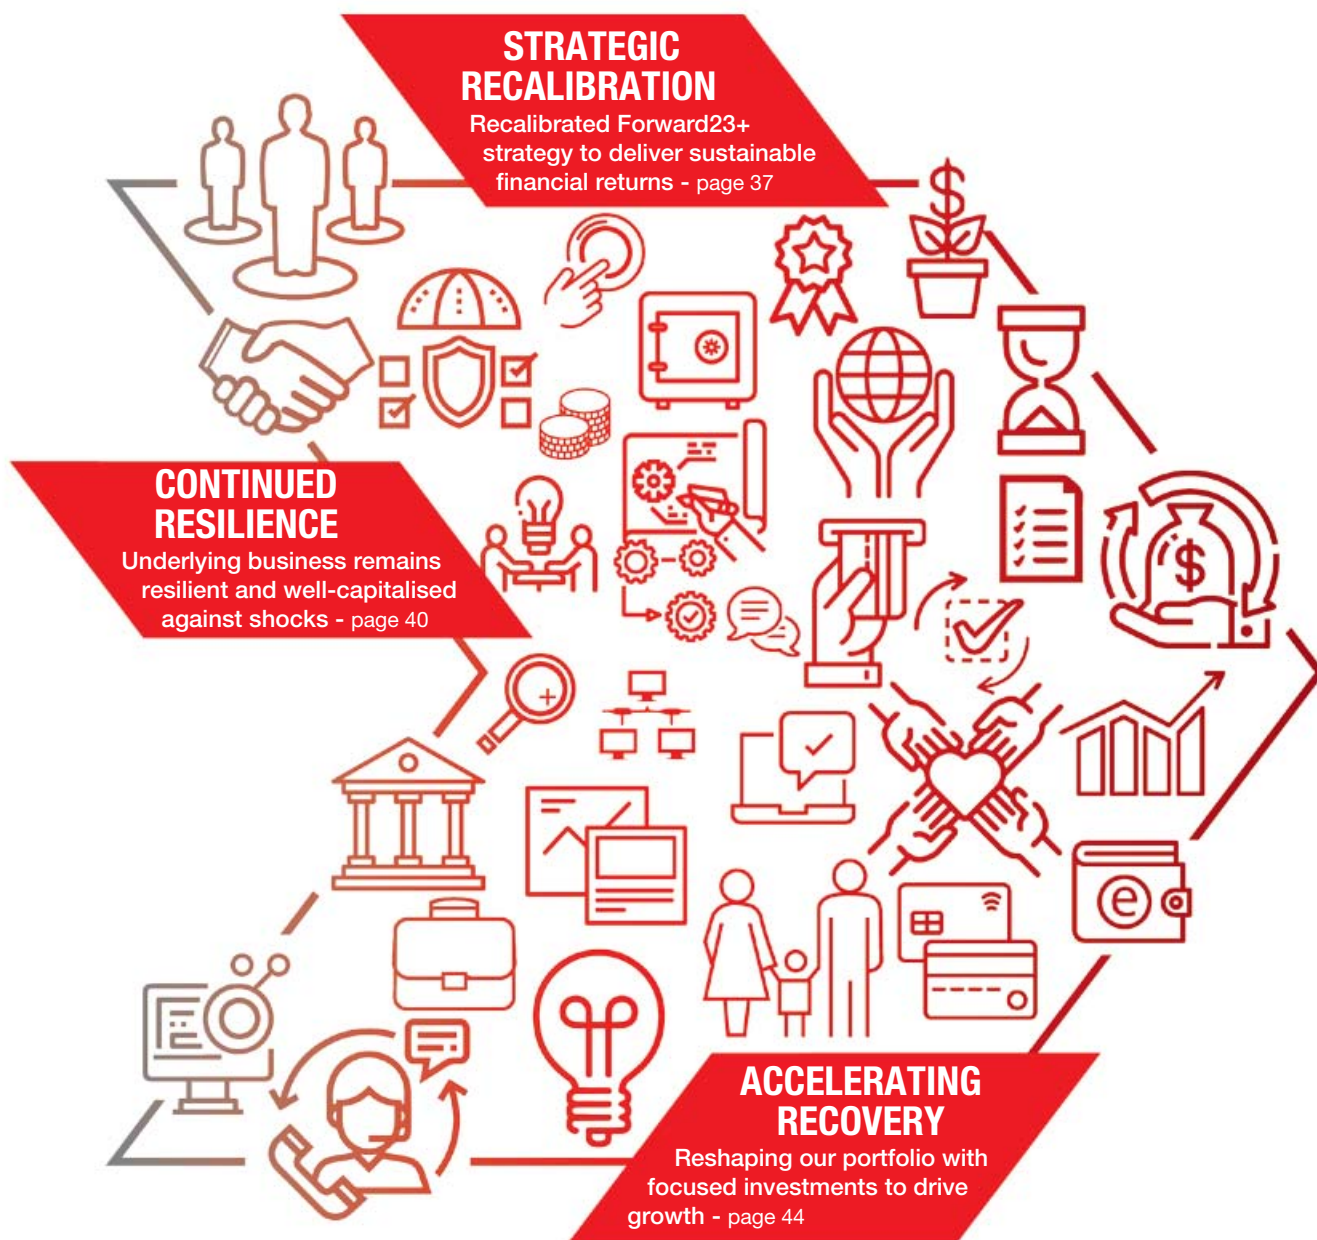 STRATEGIC
RECALIBRATION
Recalibrated Forward23+
strategy to deliver sustainable
financial returns - page 37
CONTINUED
RESILIENCE
Underlying business remains
resilient and well-capitalised
against shocks - page 40
$
$
e
ACCELERATING
RECOVERY
Reshaping our portfolio with
focused investments to drive
growth - page 44